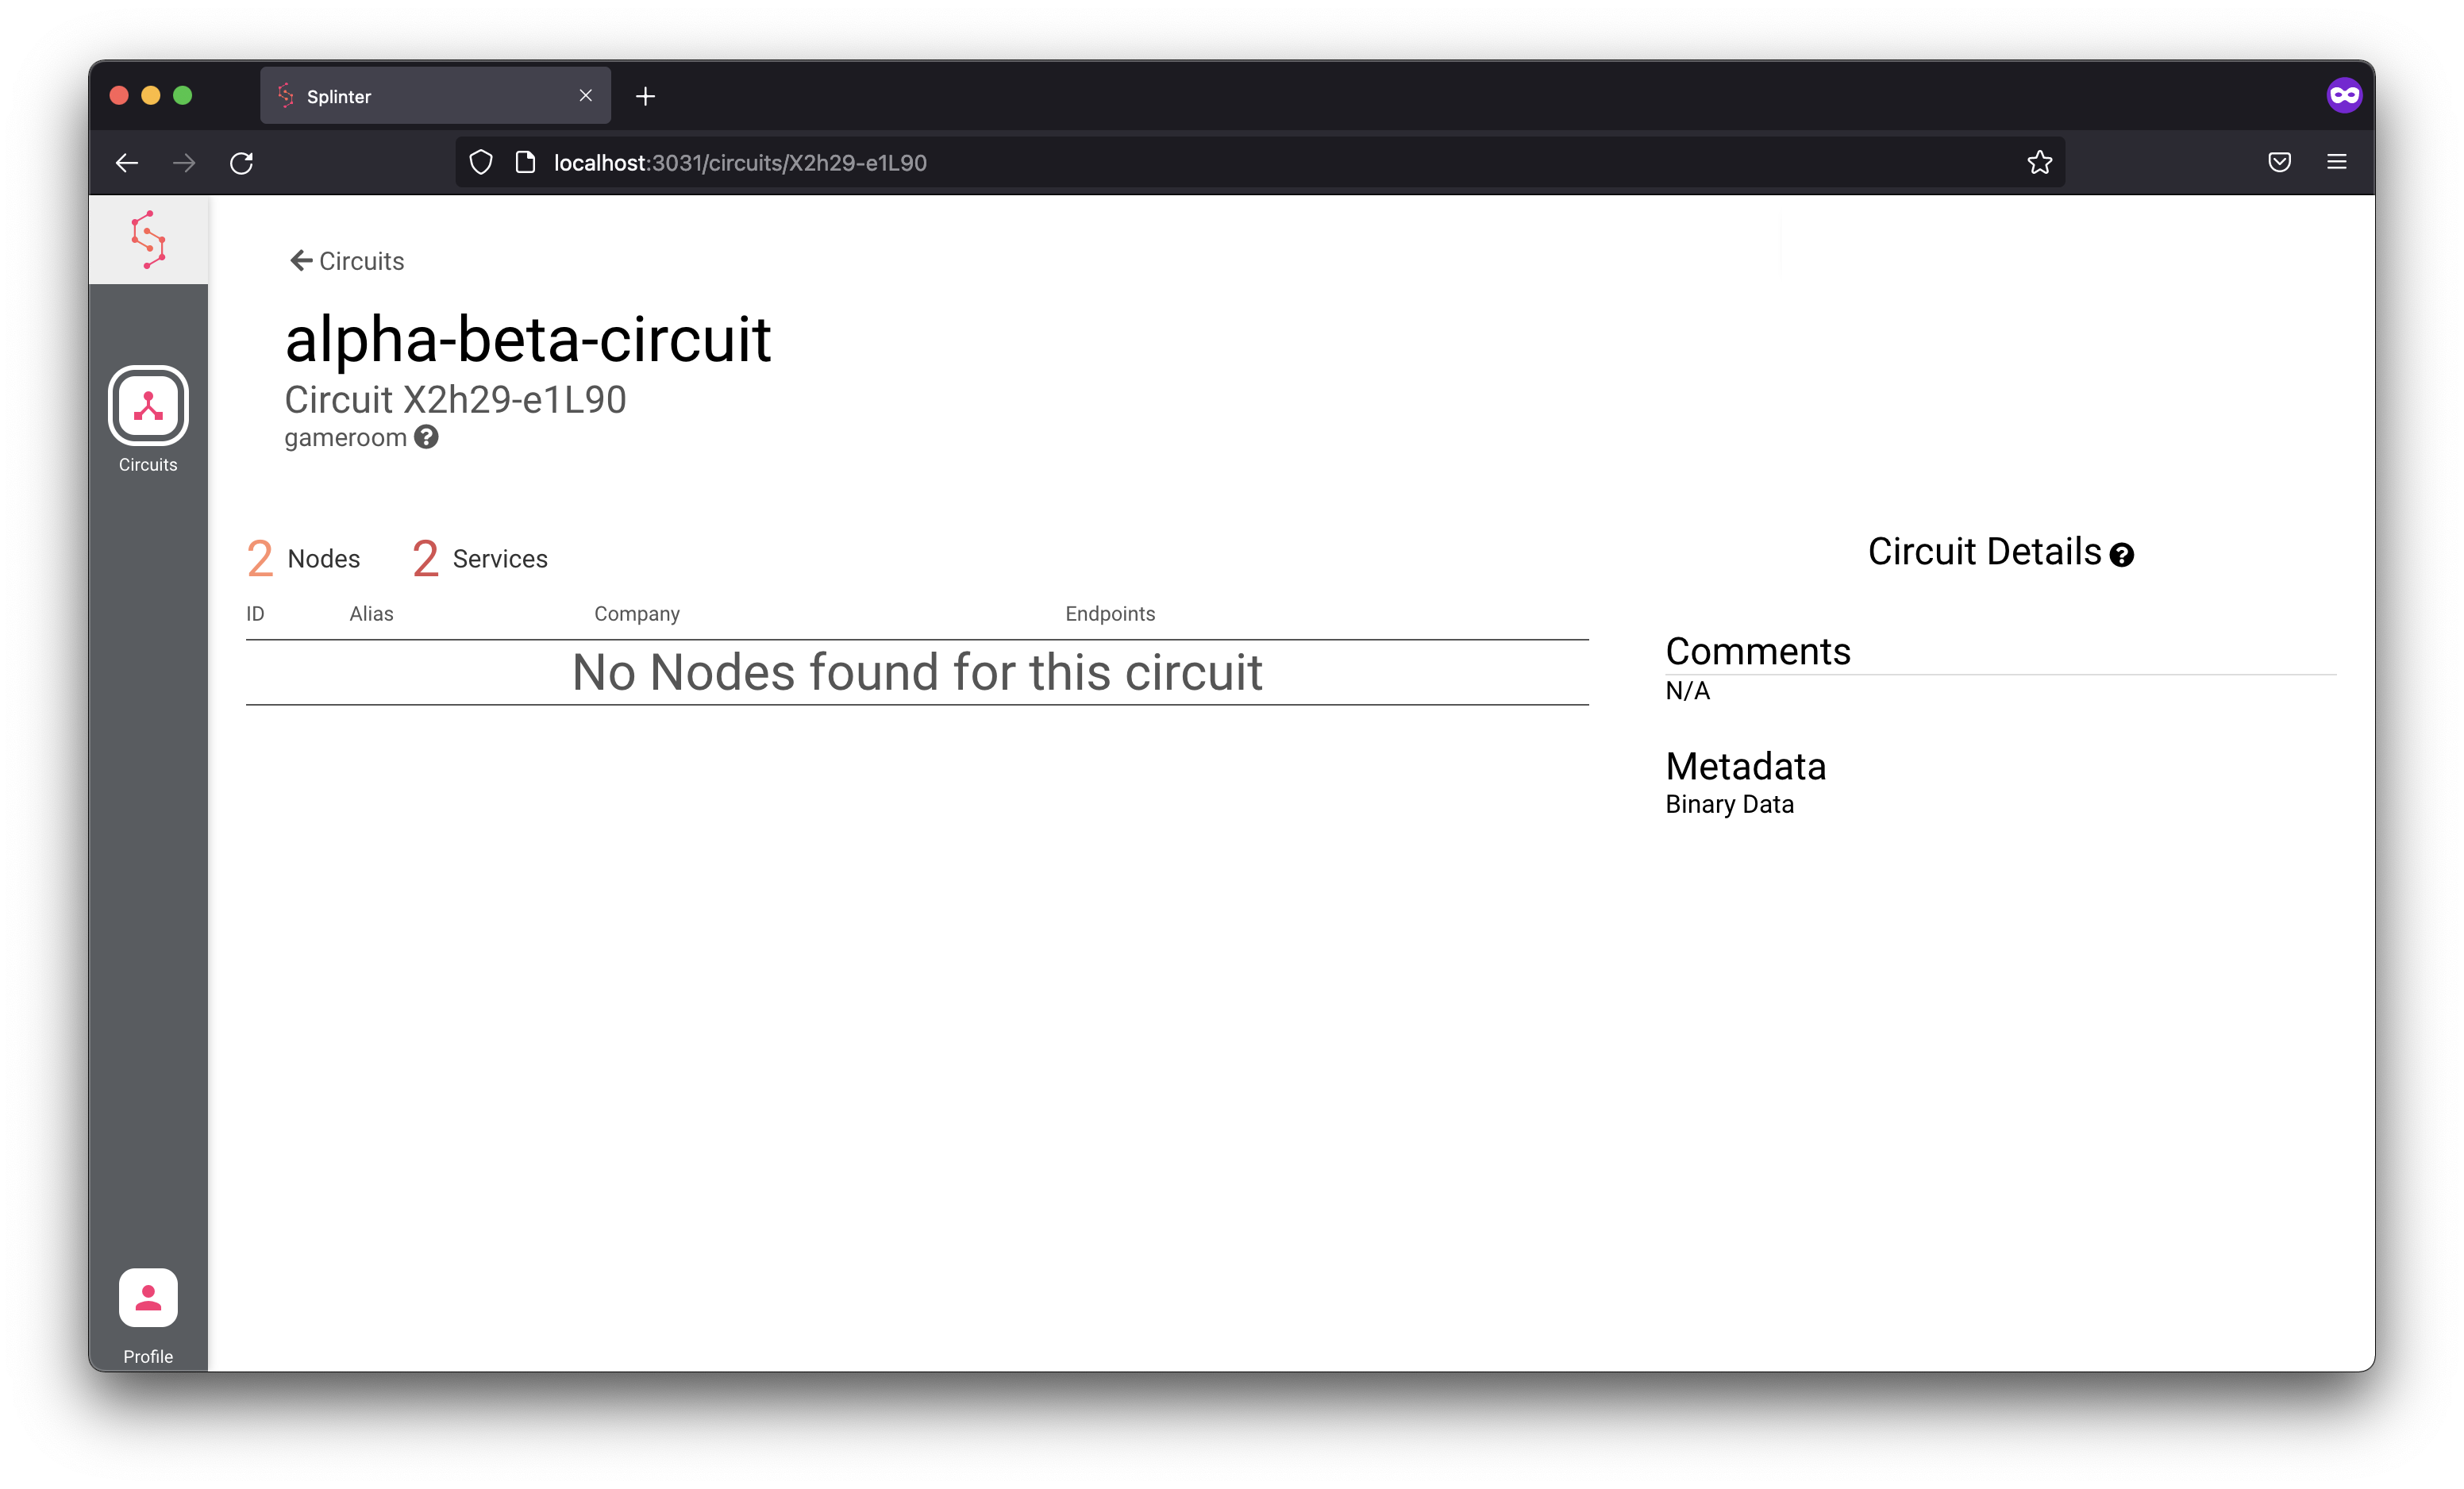 Splinter
localhost:3031/circuits/X2h29-e1L90
Circuits
alpha-beta-circuit
Circuit X2h29-e1L90
gameroom ?
Circuits
2 Nodes 2 Services
Circuit Details ?
ID Alias Company Endpoints
No Nodes found for this circuit
Comments
N/A
Metadata
Binary Data
Profile